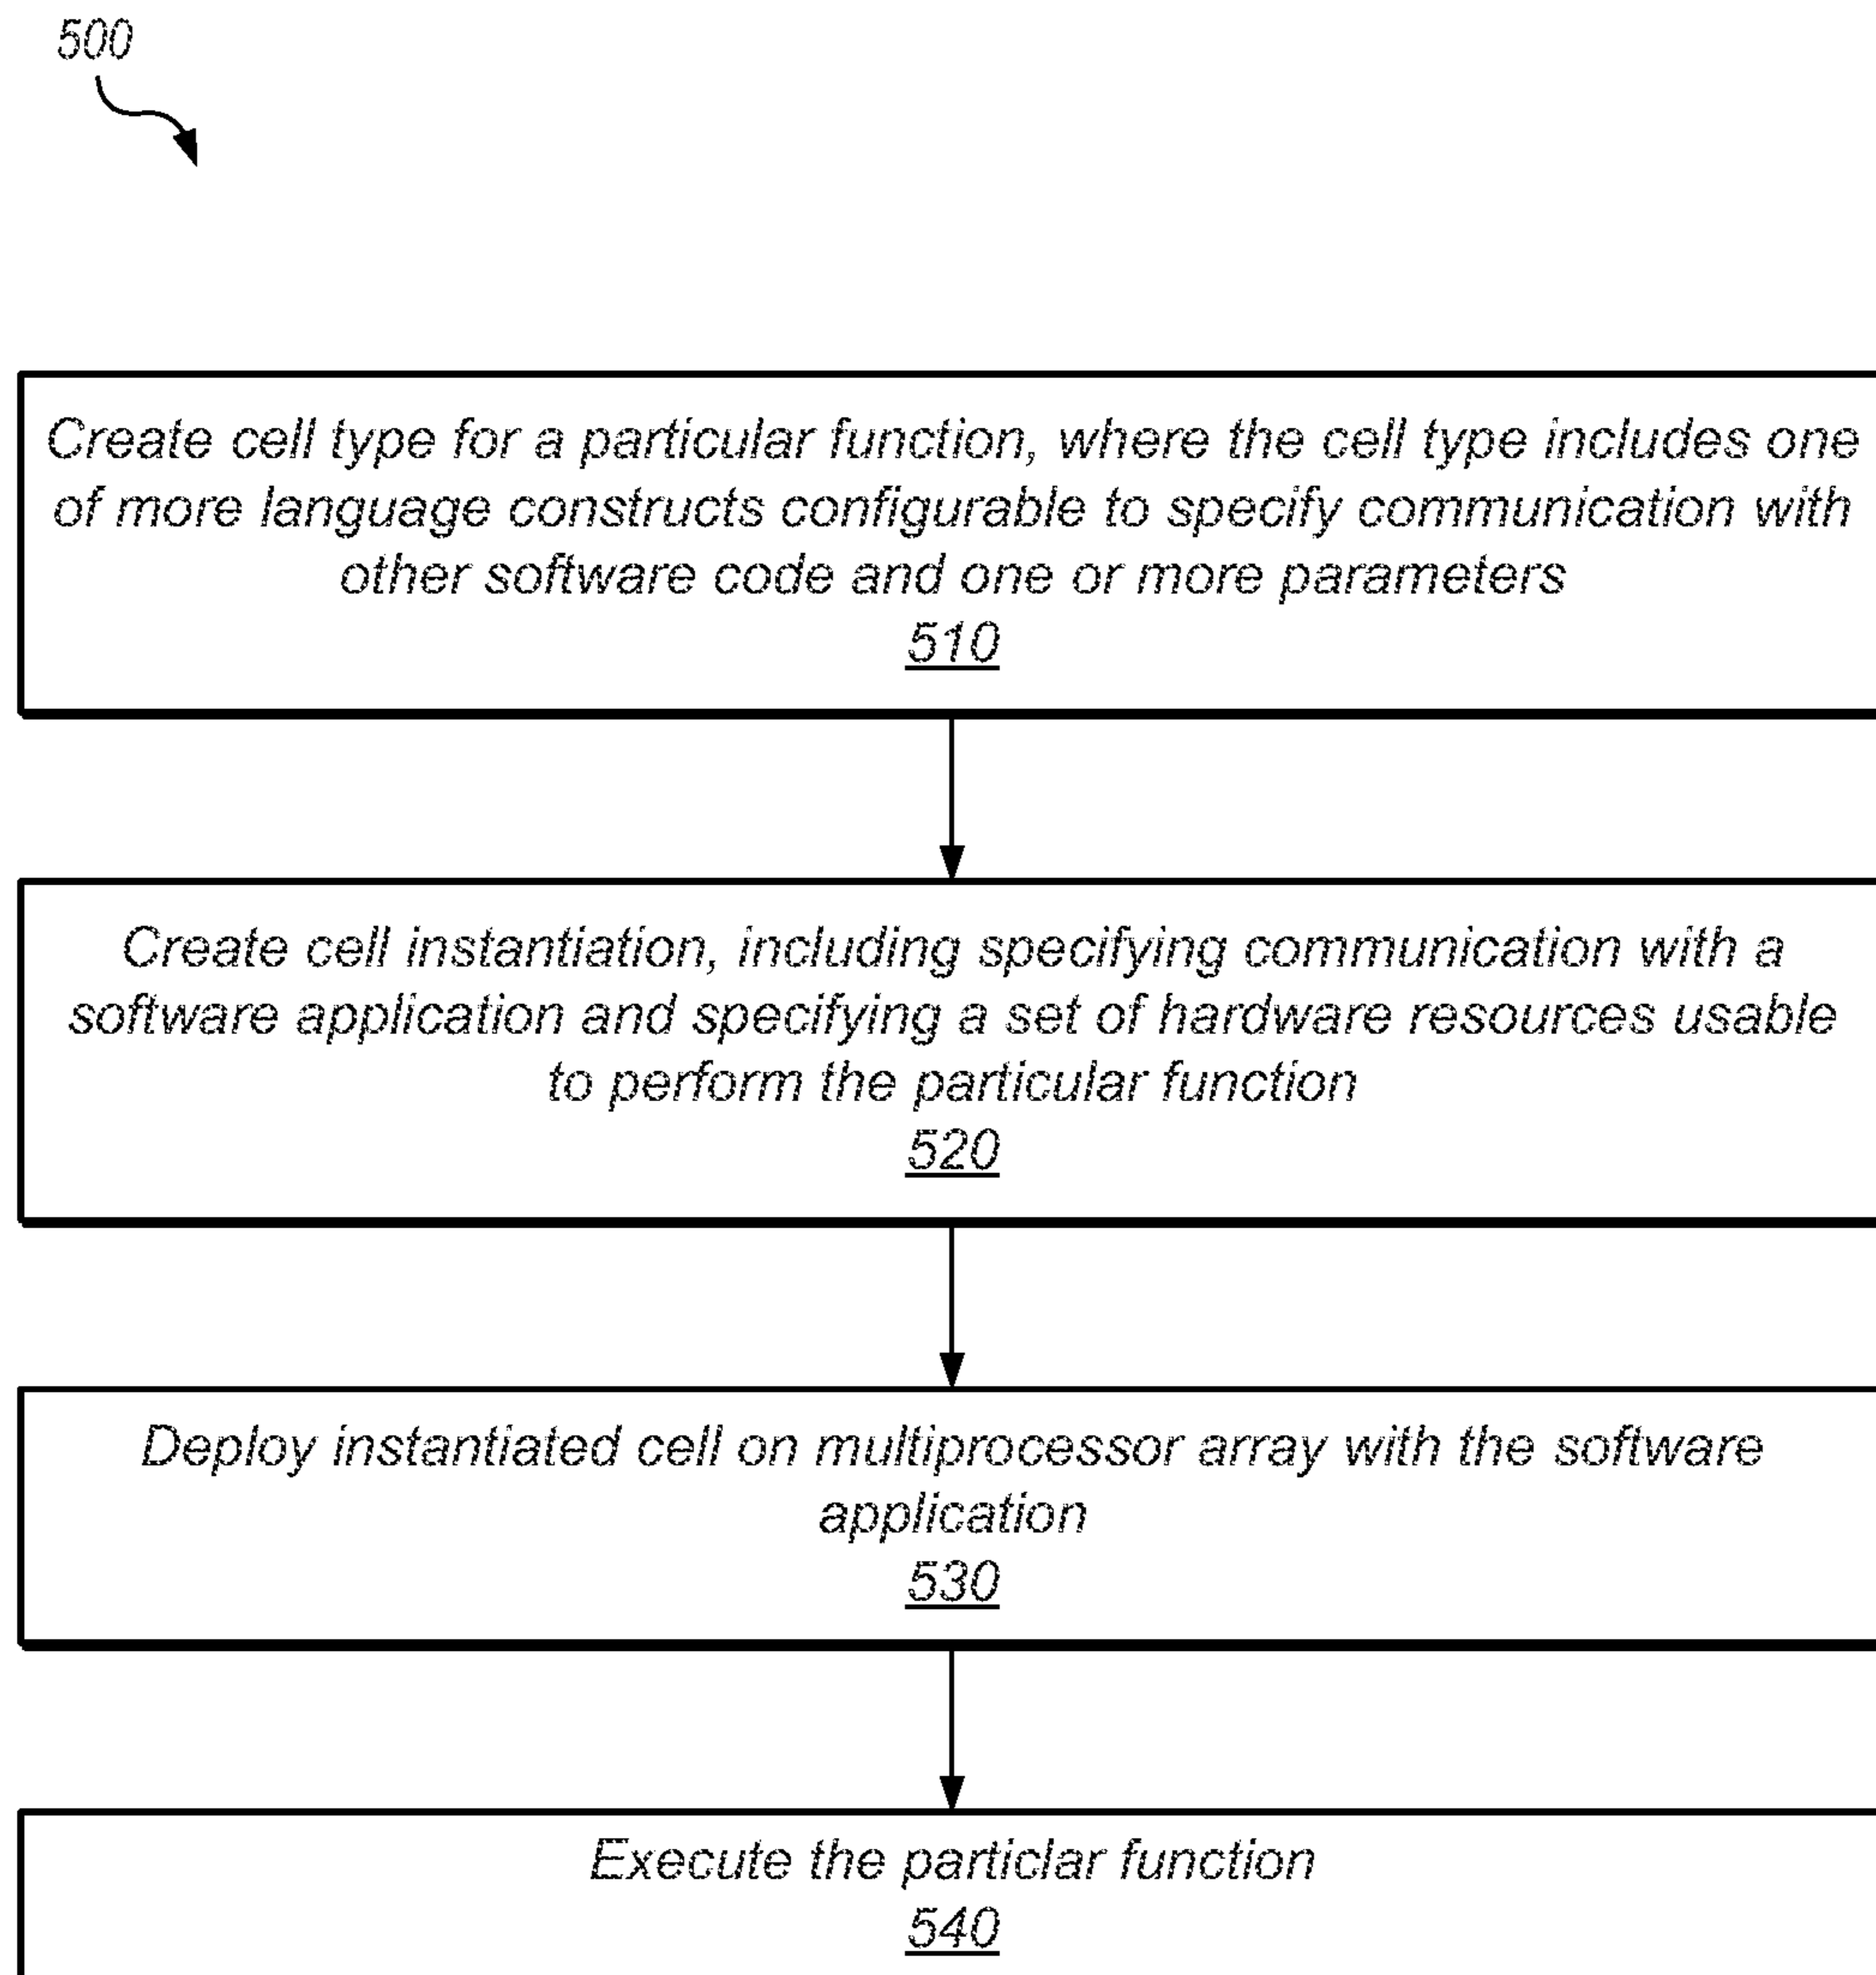 500
Create cell type for a particular function, where the cell type includes one
of more language constructs configurable to specify communication with
other software code and one or more parameters
510
Create cell instantiation, including specifying communication with a
software application and specifying a set of hardware resources usable
to perform the particular function
520
Deploy instantiated cell on multiprocessor array with the software
application
530
Execute the particlar function
540